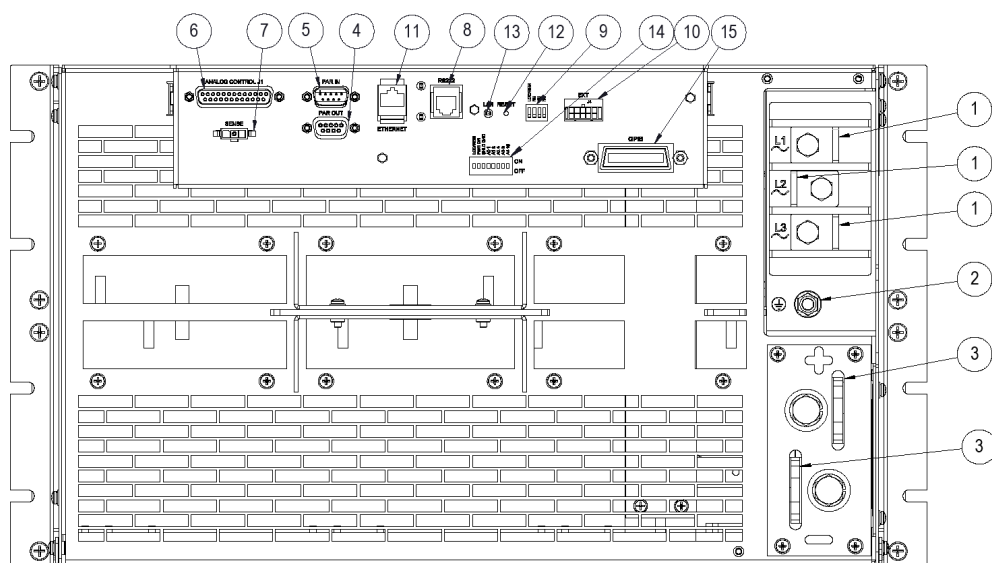 6 7 5 4 11 8 13 12 9 14 10 15
ANALOG CONTROL J1
PAR IN
RS232
LAN RESET
EXT
J4
1
SENSE
PAR OUT
ETHERNET
GPIB
ON
OFF
L1
L2
1
L3
1
2
3
3